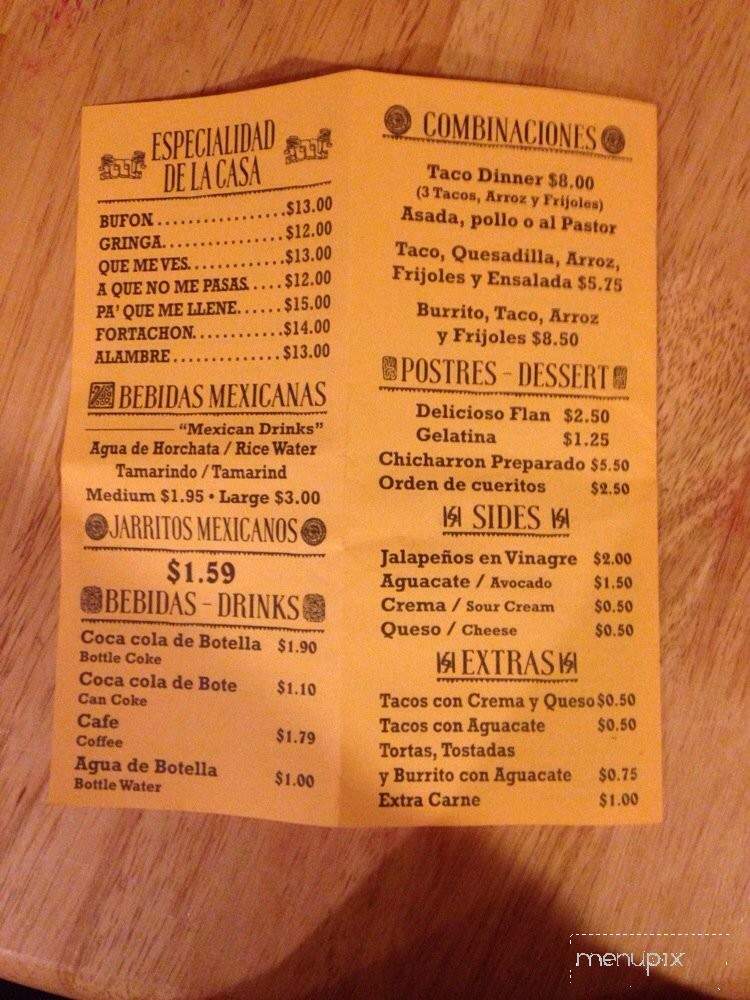 ESPECIALIDAD
DE LA CASA
BUFON.................$13.00
GRINGA................$12.00
QUE ME VES............$13.00
A QUE NO ME PASAS.....$12.00
PA' QUE ME LLENE......$15.00
FORTACHON.............$14.00
ALAMBRE...............$13.00
BEBIDAS MEXICANAS
"Mexican Drinks"
Agua de Horchata / Rice Water
Tamarindo / Tamarind
Medium $1.95 • Large $3.00
JARRITOS MEXICANOS
$1.59
BEBIDAS - DRINKS
Coca cola de Botella $1.90
Bottle Coke
Coca cola de Bote $1.10
Can Coke
Cafe
Coffee $1.79
Agua de Botella
Bottle Water $1.00
COMBINACIONES
Taco Dinner $8.00
(3 Tacos, Arroz y Frijoles)
Asada, pollo o al Pastor
Taco, Quesadilla, Arroz,
Frijoles y Ensalada $5.75
Burrito, Taco, Arroz
y Frijoles $8.50
POSTRES - DESSERT
Delicioso Flan $2.50
Gelatina $1.25
Chicharron Preparado $5.50
Orden de cueritos $2.50
SIDES
Jalapeños en Vinagre $2.00
Aguacate / Avocado $1.50
Crema / Sour Cream $0.50
Queso / Cheese $0.50
EXTRAS
Tacos con Crema y Queso $0.50
Tacos con Aguacate $0.50
Tortas, Tostadas
y Burrito con Aguacate $0.75
Extra Carne $1.00
menupix